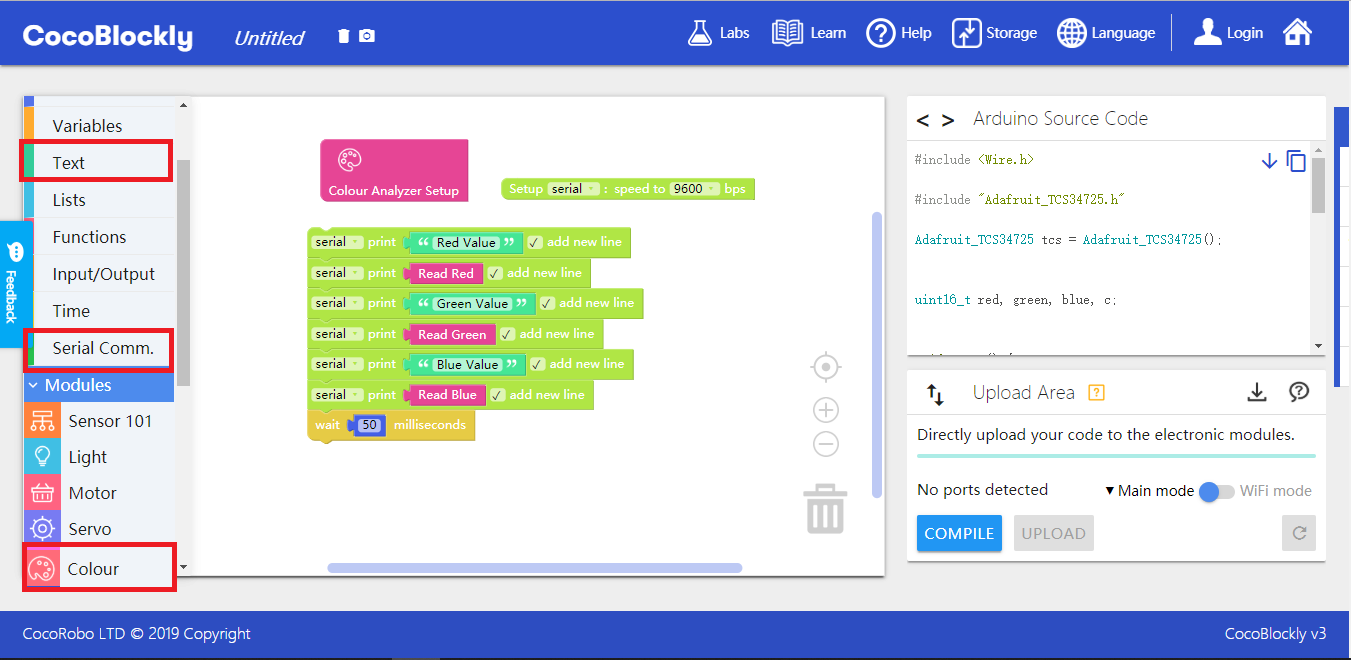 CocoBlockly Untitled Labs Learn Help Storage Language Login
Feedback
Variables
Text
Lists
Functions
Input/Output
Time
Serial Comm.
Modules
Sensor 101
Light
Motor
Servo
Colour
Colour Analyzer Setup
Setup serial : speed to 9600 bps
serial print “ Red Value ” ✓ add new line
serial print Read Red ✓ add new line
serial print “ Green Value ” ✓ add new line
serial print Read Green ✓ add new line
serial print “ Blue Value ” ✓ add new line
serial print Read Blue ✓ add new line
wait 50 milliseconds
< > Arduino Source Code
#include <Wire.h>
#include "Adafruit_TCS34725.h"
Adafruit_TCS34725 tcs = Adafruit_TCS34725();
uint16_t red, green, blue, c;
Upload Area ?
Directly upload your code to the electronic modules.
No ports detected ▾ Main mode WiFi mode
COMPILE UPLOAD
CocoRobo LTD © 2019 Copyright CocoBlockly v3